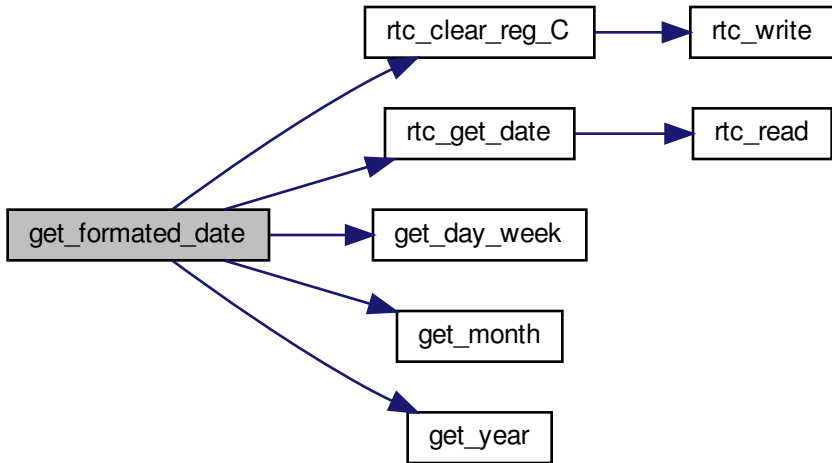 rtc_clear_reg_C
rtc_write
rtc_get_date
rtc_read
get_formated_date
get_day_week
get_month
get_year